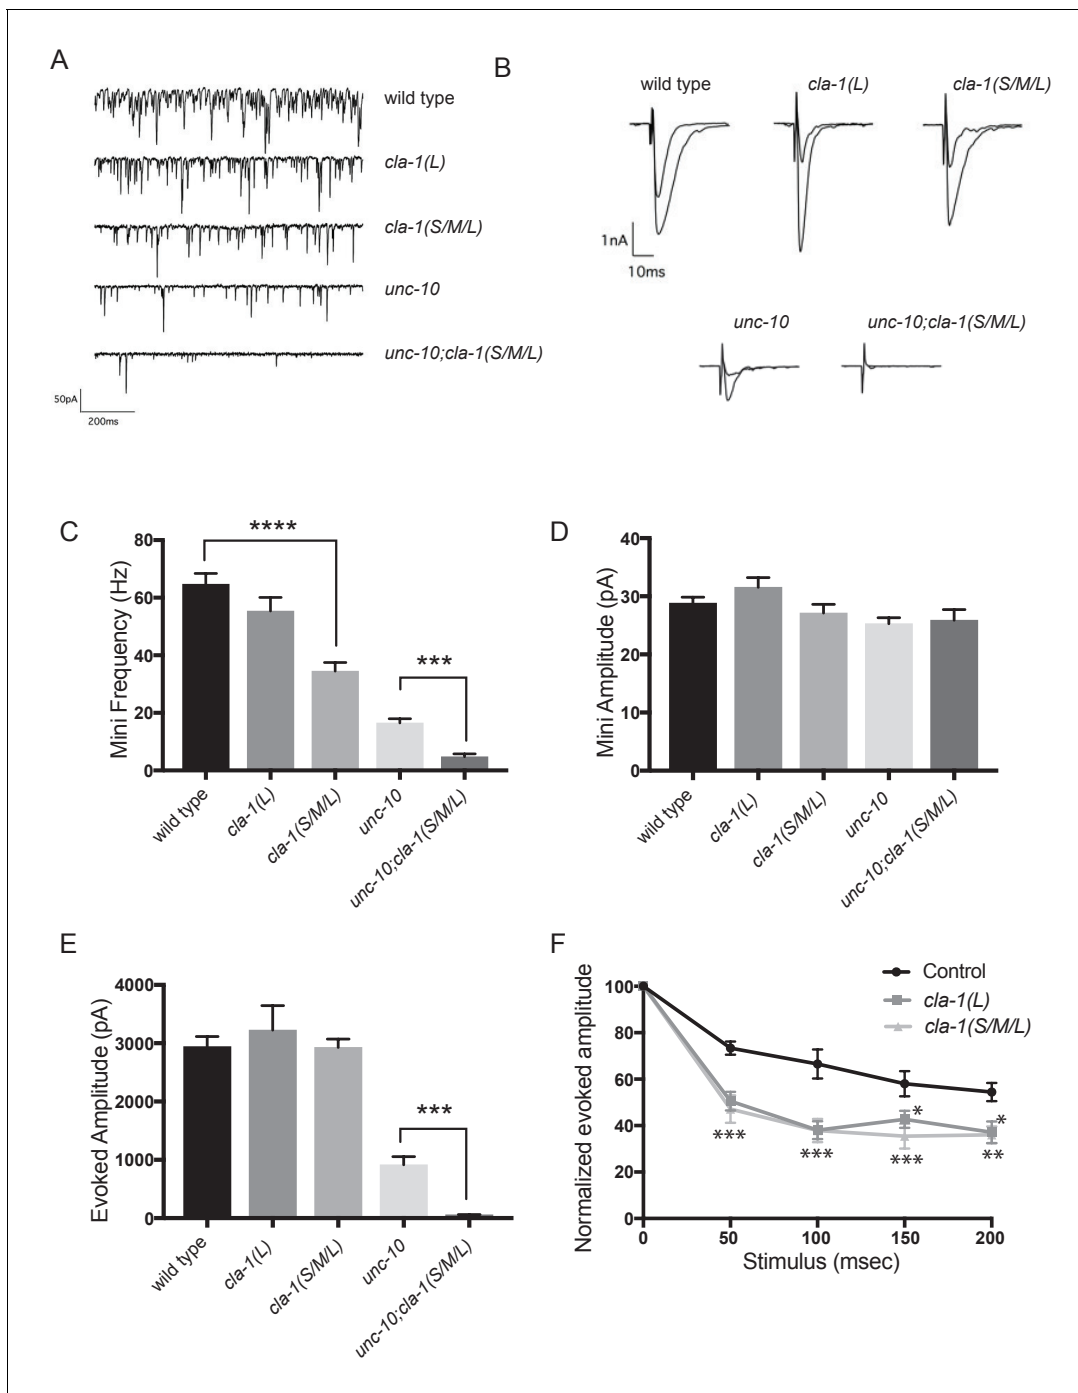 A
wild type
cla-1(L)
cla-1(S/M/L)
unc-10
unc-10;cla-1(S/M/L)
50pA
200ms
B
wild type cla-1(L) cla-1(S/M/L)
1nA
10ms
unc-10 unc-10;cla-1(S/M/L)
C
Mini Frequency (Hz)
80
60
40
20
0
****
***
wild type
cla-1(L)
cla-1(S/M/L)
unc-10
unc-10;cla-1(S/M/L)
D
Mini Amplitude (pA)
40
30
20
10
0
wild type
cla-1(L)
cla-1(S/M/L)
unc-10
unc-10;cla-1(S/M/L)
E
Evoked Amplitude (pA)
4000
3000
2000
1000
0
***
wild type
cla-1(L)
cla-1(S/M/L)
unc-10
unc-10;cla-1(S/M/L)
F
Normalized evoked amplitude
100
80
60
40
20
0
Control
cla-1(L)
cla-1(S/M/L)
* *
*** *** *** **
0 50 100 150 200
Stimulus (msec)